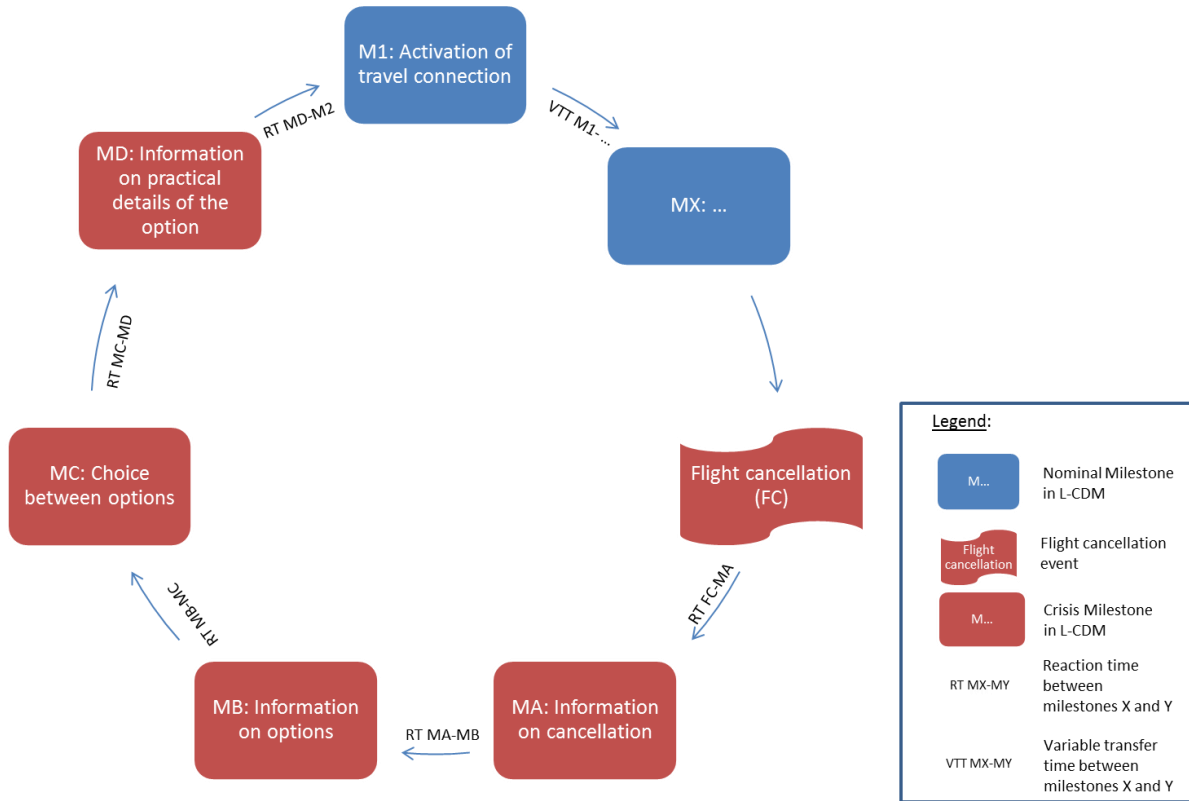 M1: Activation of
travel connection
VTT M1- ...
MX: ...
Flight cancellation
(FC)
RT FC-MA
MA: Information
on cancellation
RT MA-MB
MB: Information
on options
RT MB-MC
MC: Choice
between options
RT MC-MD
MD: Information
on practical
details of the
option
RT MD-M2
Legend:
M...
Nominal Milestone
in L-CDM
Flight
cancellation
Flight cancellation
event
M...
Crisis Milestone
in L-CDM
RT MX-MY
Reaction time
between
milestones X and Y
VTT MX-MY
Variable transfer
time between
milestones X and Y